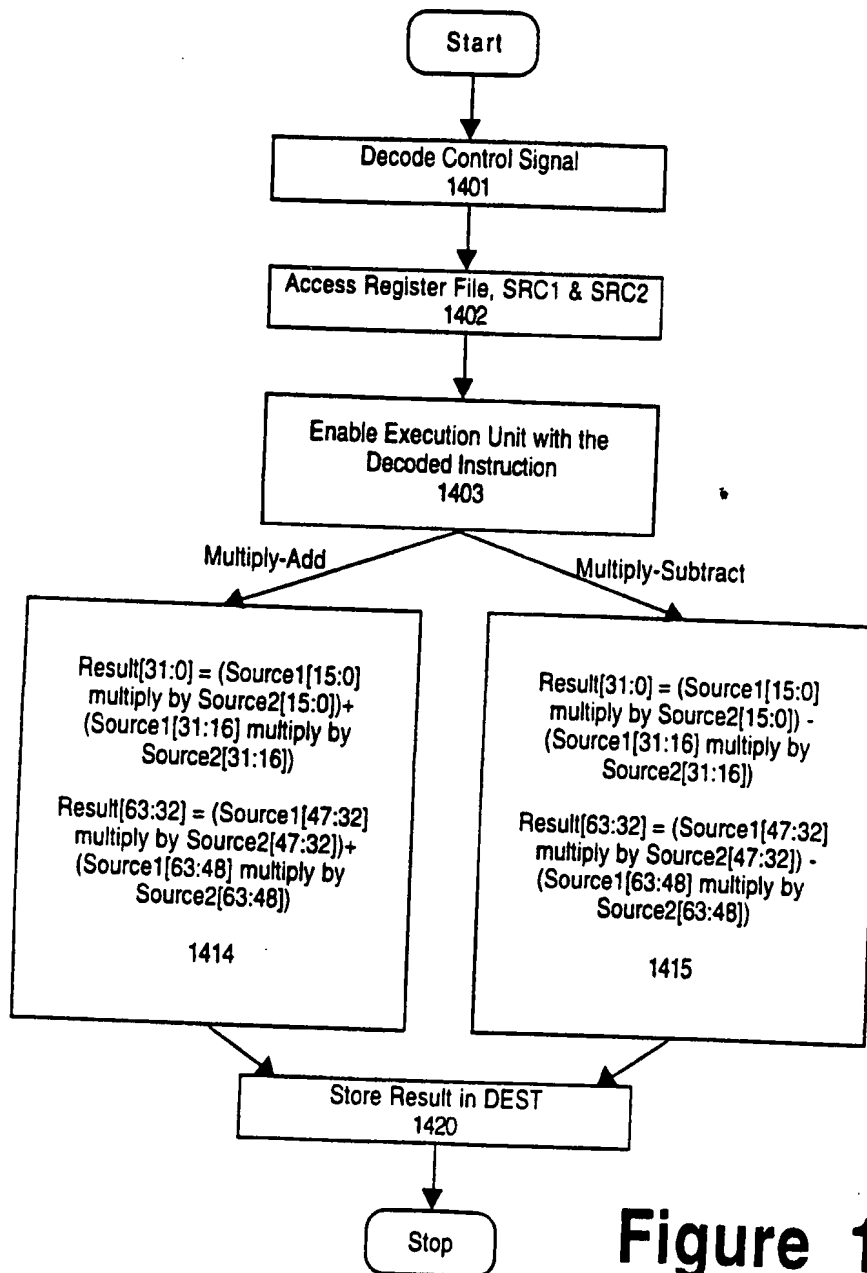 Start
Decode Control Signal
1401
Access Register File, SRC1 & SRC2
1402
Enable Execution Unit with the
Decoded Instruction
1403
Multiply-Add
Multiply-Subtract
Result[31:0] = (Source1[15:0]
multiply by Source2[15:0])+
(Source1[31:16] multiply by
Source2[31:16])
Result[63:32] = (Source1[47:32]
multiply by Source2[47:32])+
(Source1[63:48] multiply by
Source2[63:48])
1414
Result[31:0] = (Source1[15:0]
multiply by Source2[15:0]) -
(Source1[31:16] multiply by
Source2[31:16])
Result[63:32] = (Source1[47:32]
multiply by Source2[47:32]) -
(Source1[63:48] multiply by
Source2[63:48])
1415
Store Result in DEST
1420
Stop
Figure 1